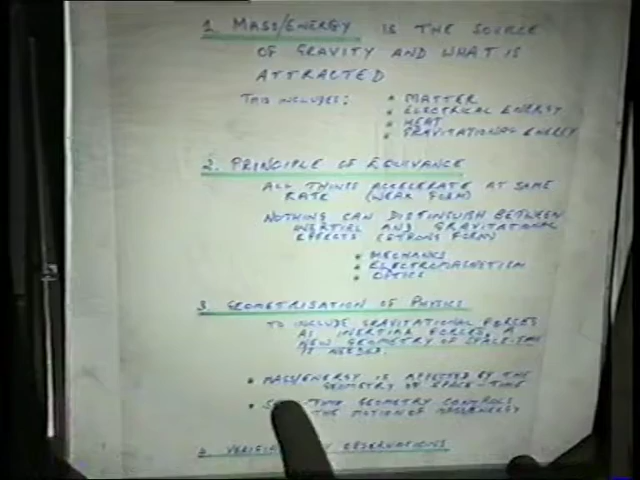 1. MASS/ENERGY IS THE SOURCE
OF GRAVITY AND WHAT IS
ATTRACTED
THIS INCLUDES:
• MATTER
• ELECTRICAL ENERGY
• HEAT
• GRAVITATIONAL ENERGY
2. PRINCIPLE OF EQUIVANCE
ALL THINGS ACCELERATE AT SAME
RATE (WEAK FORM)
NOTHING CAN DISTINGUISH BETWEEN
INERTIAL AND GRAVITATIONAL
EFFECTS (STRONG FORM)
• MECHANICS
• ELECTROMAGNETISM
• OPTICS
3. GEOMETRISATION OF PHYSICS
TO INCLUDE GRAVITATIONAL FORCES
AS INERTIAL FORCES, A
NEW GEOMETRY OF SPACE-TIME
IS NEEDED.
• MASS/ENERGY IS AFFECTED BY THE
GEOMETRY OF SPACE-TIME
• GEOMETRY CONTROLS
THE MOTION OF MASS/ENERGY
4. OBSERVATIONS